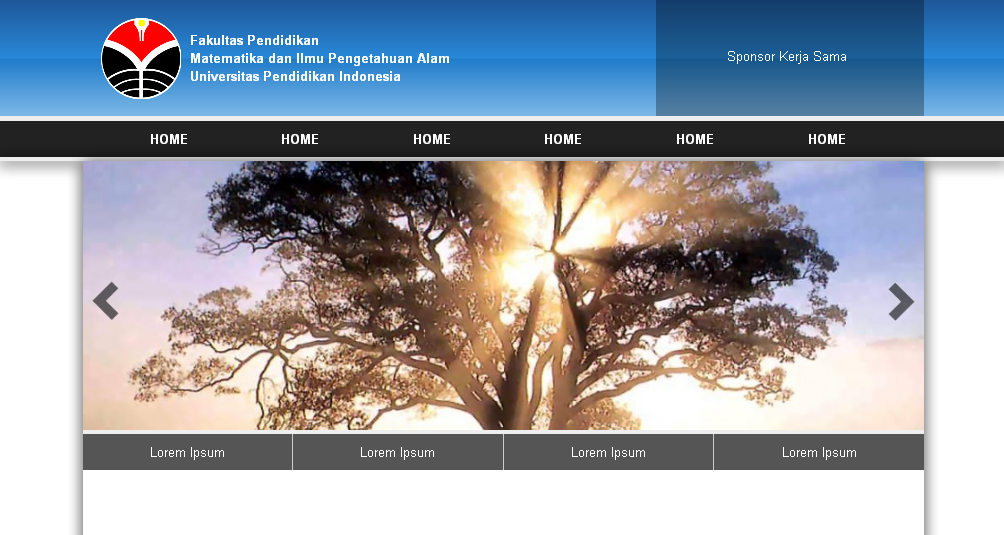 Fakultas Pendidikan
Matematika dan Ilmu Pengetahuan Alam
Universitas Pendidikan Indonesia
Sponsor Kerja Sama
HOME HOME HOME HOME HOME HOME
Lorem Ipsum Lorem Ipsum Lorem Ipsum Lorem Ipsum